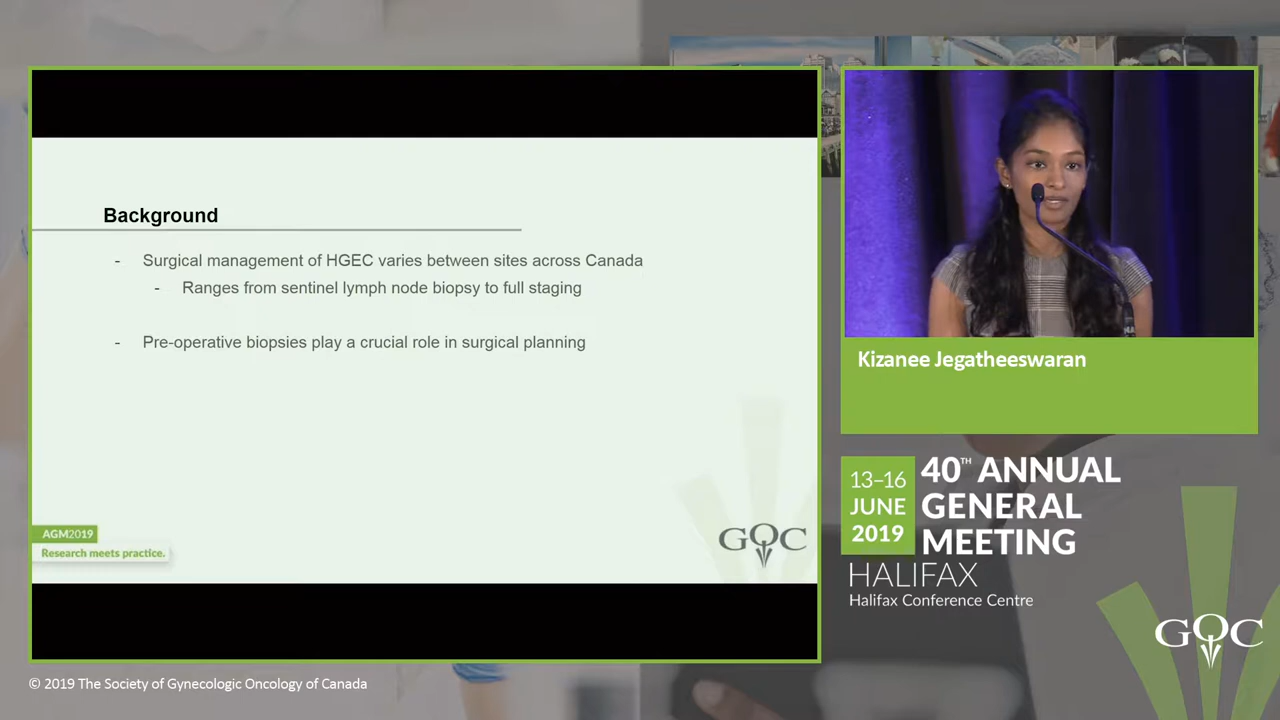 Background
- Surgical management of HGEC varies between sites across Canada
- Ranges from sentinel lymph node biopsy to full staging
- Pre-operative biopsies play a crucial role in surgical planning
AGM2019
Research meets practice.
GOC
Kizanee Jegatheeswaran
13–16
JUNE
2019
40TH ANNUAL
GENERAL
MEETING
HALIFAX
Halifax Conference Centre
GOC
© 2019 The Society of Gynecologic Oncology of Canada